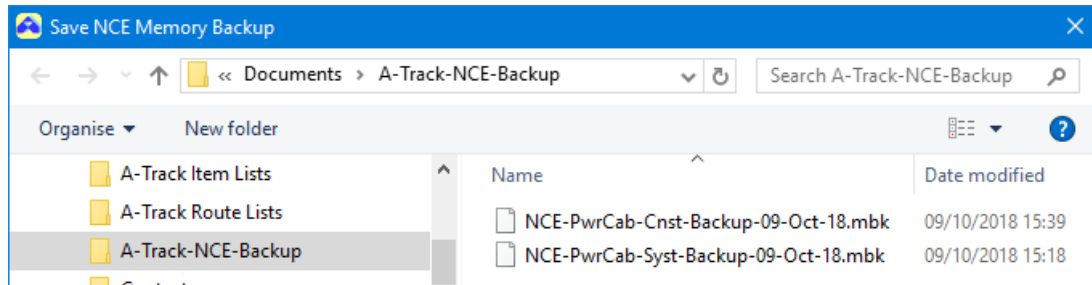 Save NCE Memory Backup
« Documents › A-Track-NCE-Backup
Search A-Track-NCE-Backup
Organise New folder
A-Track Item Lists
A-Track Route Lists
A-Track-NCE-Backup
Name Date modified
NCE-PwrCab-Cnst-Backup-09-Oct-18.mbk 09/10/2018 15:39
NCE-PwrCab-Syst-Backup-09-Oct-18.mbk 09/10/2018 15:18